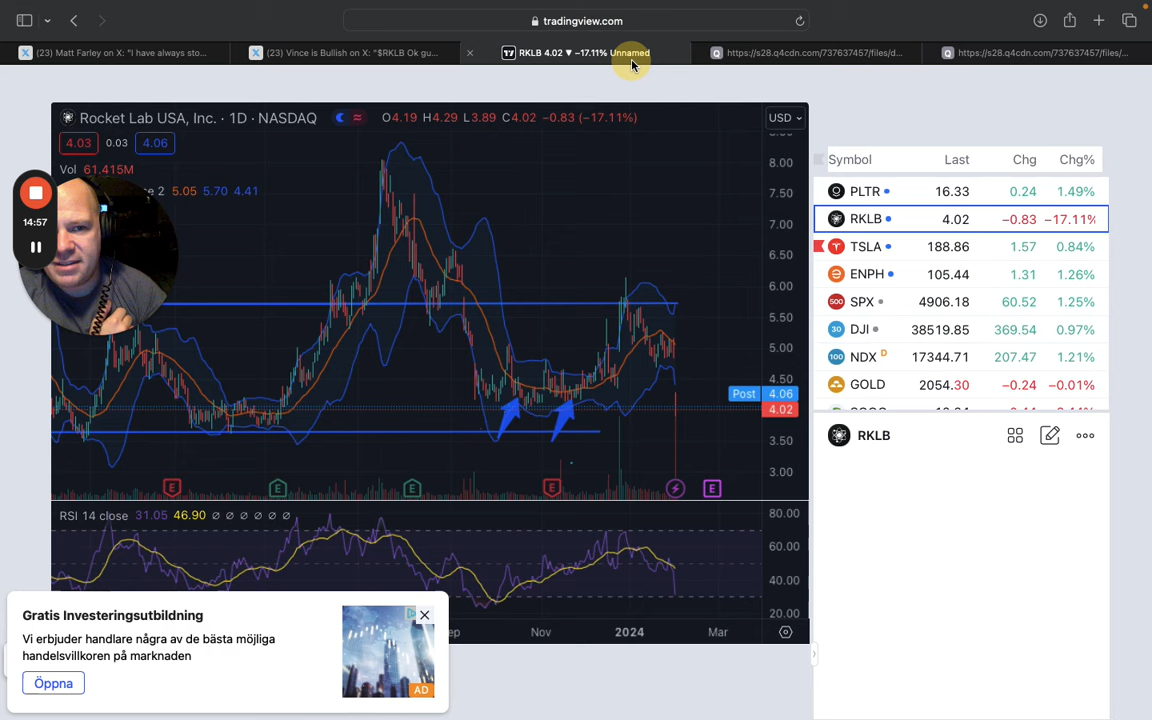 tradingview.com
(23) Matt Farley on X: "I have always sto...
(23) Vince is Bullish on X: "$RKLB Ok gu...
RKLB 4.02 ▼ −17.11% Unnamed
https://s28.q4cdn.com/737637457/files/d...
https://s28.q4cdn.com/737637457/files/...
Rocket Lab USA, Inc. · 1D · NASDAQ
O4.19 H4.29 L3.89 C4.02 −0.83 (−17.11%)
USD
4.03 0.03 4.06
Vol 61.415M
2 5.05 5.70 4.41
14:57
8.00
7.50
7.00
6.50
6.00
5.50
5.00
4.50
Post 4.06
4.02
3.50
3.00
E E E E E
RSI 14 close 31.05 46.90 ∅ ∅ ∅ ∅ ∅ ∅
80.00
60.00
40.00
20.00
ep Nov 2024 Mar
Symbol Last Chg Chg%
PLTR 16.33 0.24 1.49%
RKLB 4.02 −0.83 −17.11%
TSLA 188.86 1.57 0.84%
ENPH 105.44 1.31 1.26%
500 SPX 4906.18 60.52 1.25%
30 DJI 38519.85 369.54 0.97%
100 NDX D 17344.71 207.47 1.21%
GOLD 2054.30 −0.24 −0.01%
RKLB
Gratis Investeringsutbildning
Vi erbjuder handlare några av de bästa möjliga
handelsvillkoren på marknaden
Öppna
AD